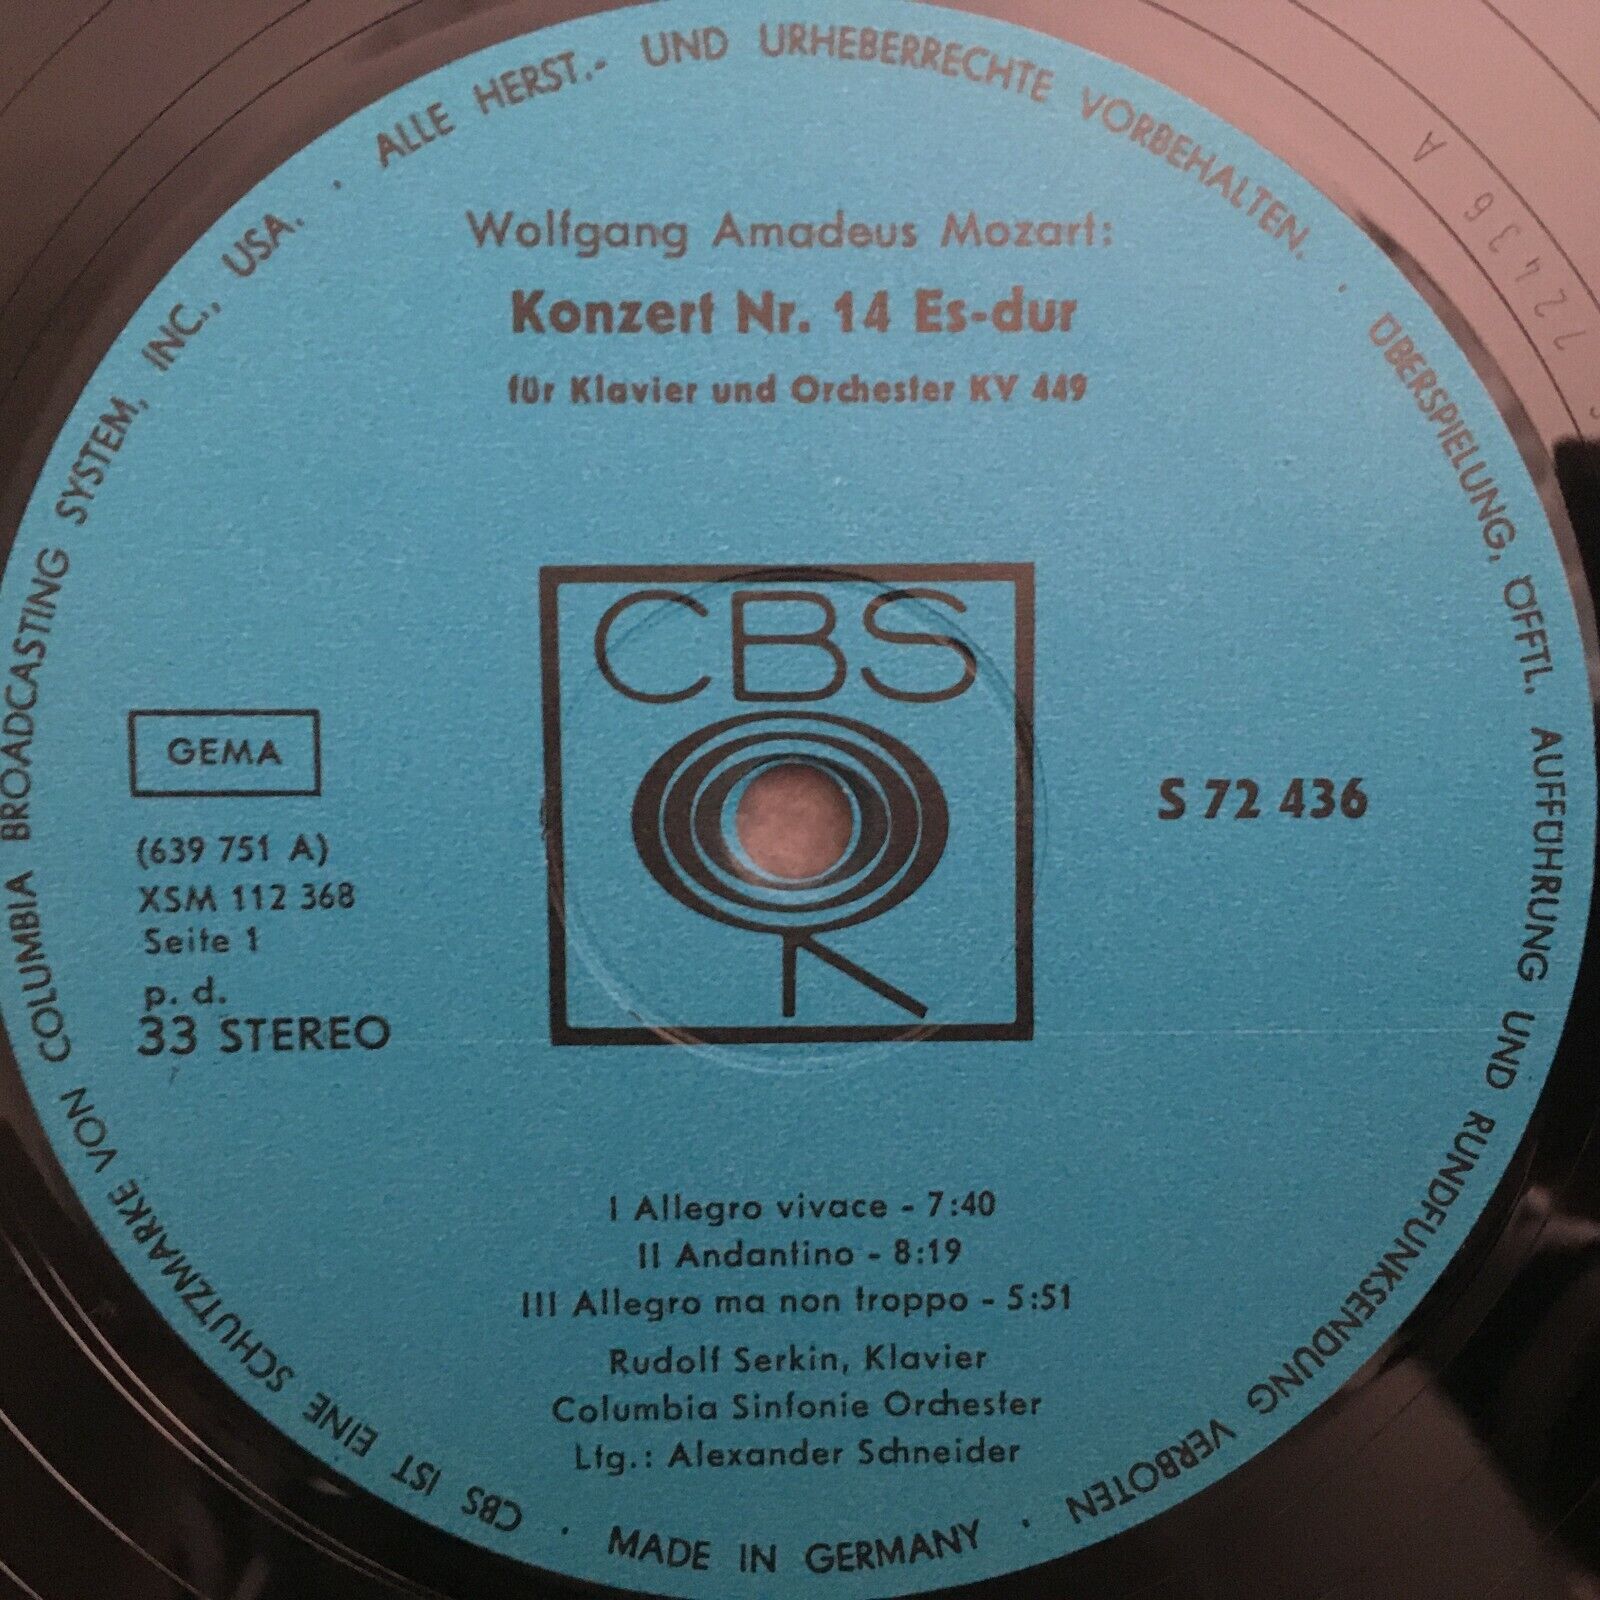 ALLE HERST.- UND URHEBERRECHTE VORBEHALTEN. · ÜBERSPIELUNG, ÖFFTL. AUFFÜHRUNG UND RUNDFUNKSENDUNG VERBOTEN · MADE IN GERMANY · CBS IST EINE SCHUTZMARKE VON COLUMBIA BROADCASTING SYSTEM, INC., USA. ·
Wolfgang Amadeus Mozart:
Konzert Nr. 14 Es-dur
für Klavier und Orchester KV 449
CBS
GEMA
S 72 436
(639 751 A)
XSM 112 368
Seite 1
p. d.
33 STEREO
I Allegro vivace - 7:40
II Andantino - 8:19
III Allegro ma non troppo - 5:51
Rudolf Serkin, Klavier
Columbia Sinfonie Orchester
Ltg.: Alexander Schneider
72436 A